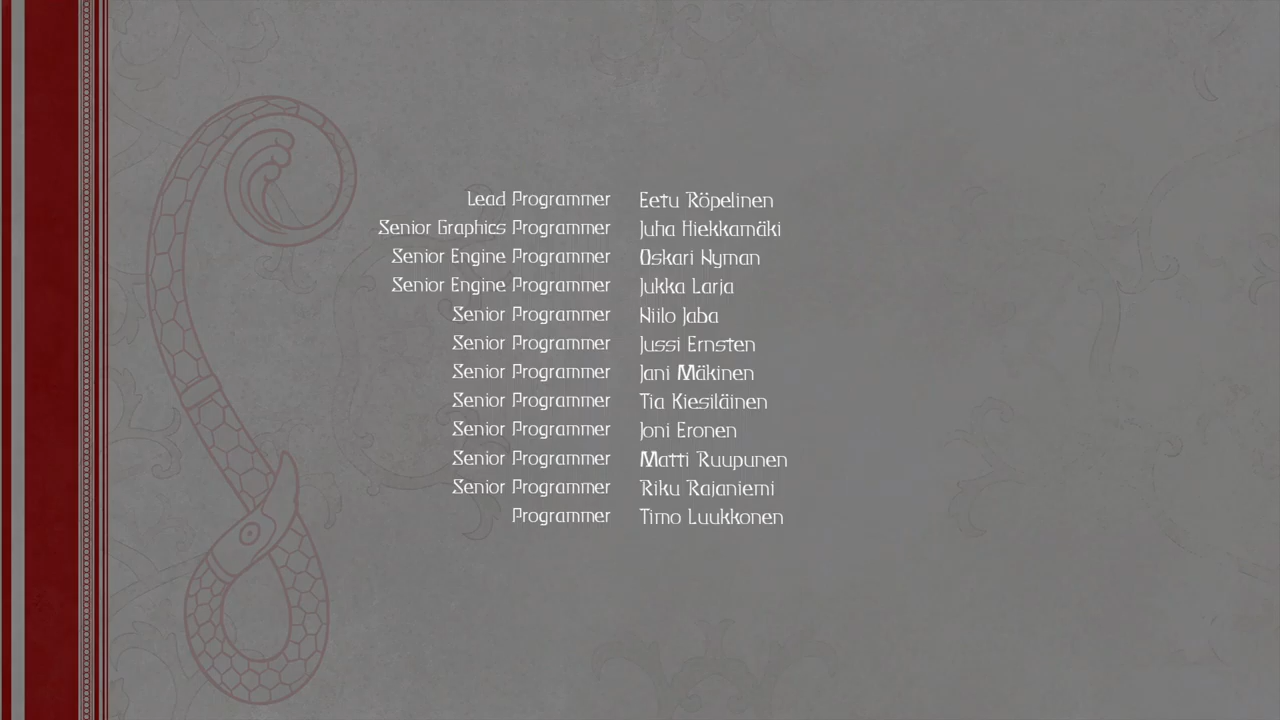 Lead Programmer Eetu Röpelinen
Senior Graphics Programmer Juha Hiekkamäki
Senior Engine Programmer Oskari Nyman
Senior Engine Programmer Jukka Larja
Senior Programmer Niilo Jaba
Senior Programmer Jussi Ernsten
Senior Programmer Jani Mäkinen
Senior Programmer Tia Kiesiläinen
Senior Programmer Joni Eronen
Senior Programmer Matti Ruupunen
Senior Programmer Riku Rajaniemi
Programmer Timo Luukkonen